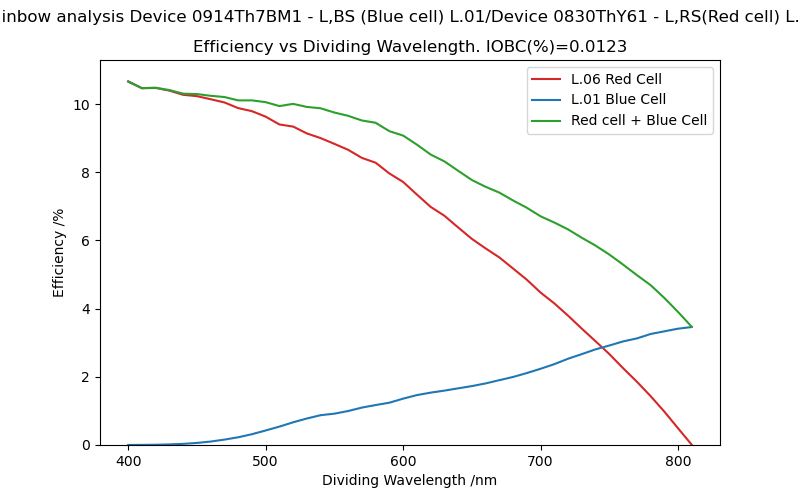 inbow analysis Device 0914Th7BM1 - L,BS (Blue cell) L.01/Device 0830ThY61 - L,RS(Red cell) L.
Efficiency vs Dividing Wavelength. IOBC(%)=0.0123
L.06 Red Cell
L.01 Blue Cell
Red cell + Blue Cell
Efficiency /%
10
8
6
4
2
0
400
500
600
700
800
Dividing Wavelength /nm